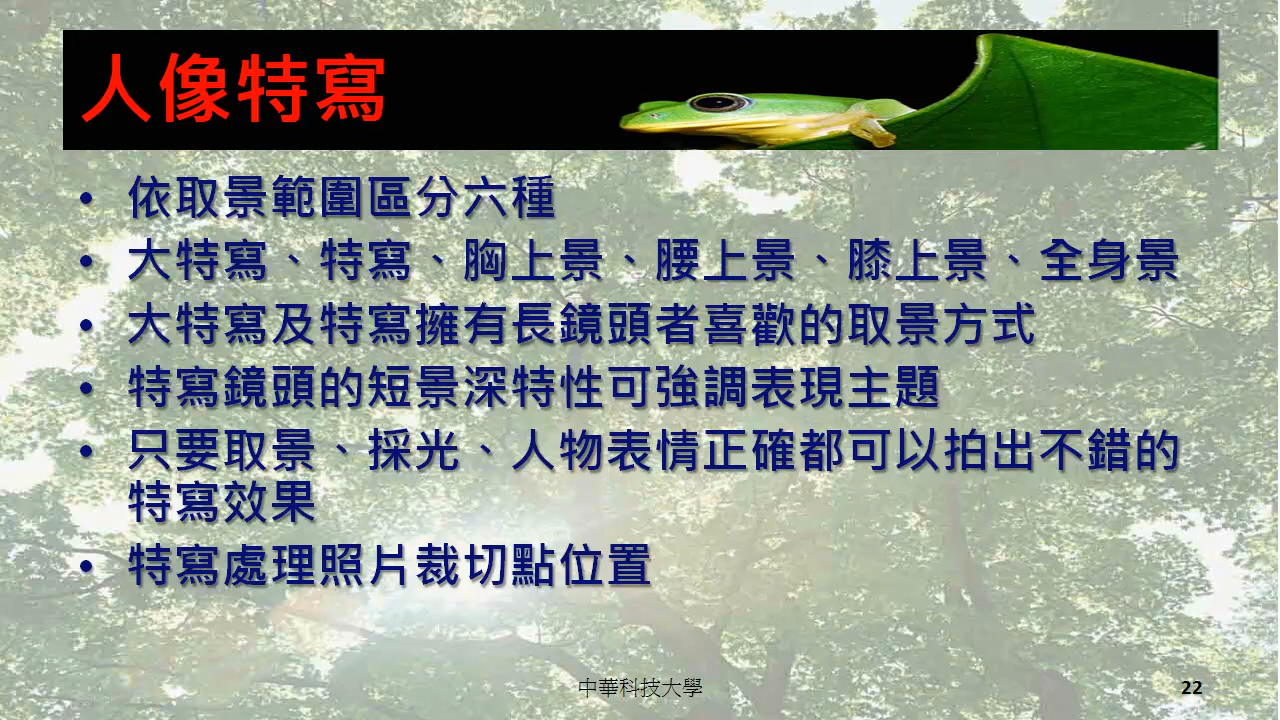 人像特寫
• 依取景範圍區分六種
• 大特寫、特寫、胸上景、腰上景、膝上景、全身景
• 大特寫及特寫擁有長鏡頭者喜歡的取景方式
• 特寫鏡頭的短景深特性可強調表現主題
• 只要取景、採光、人物表情正確都可以拍出不錯的
特寫效果
• 特寫處理照片裁切點位置
中華科技大學
22